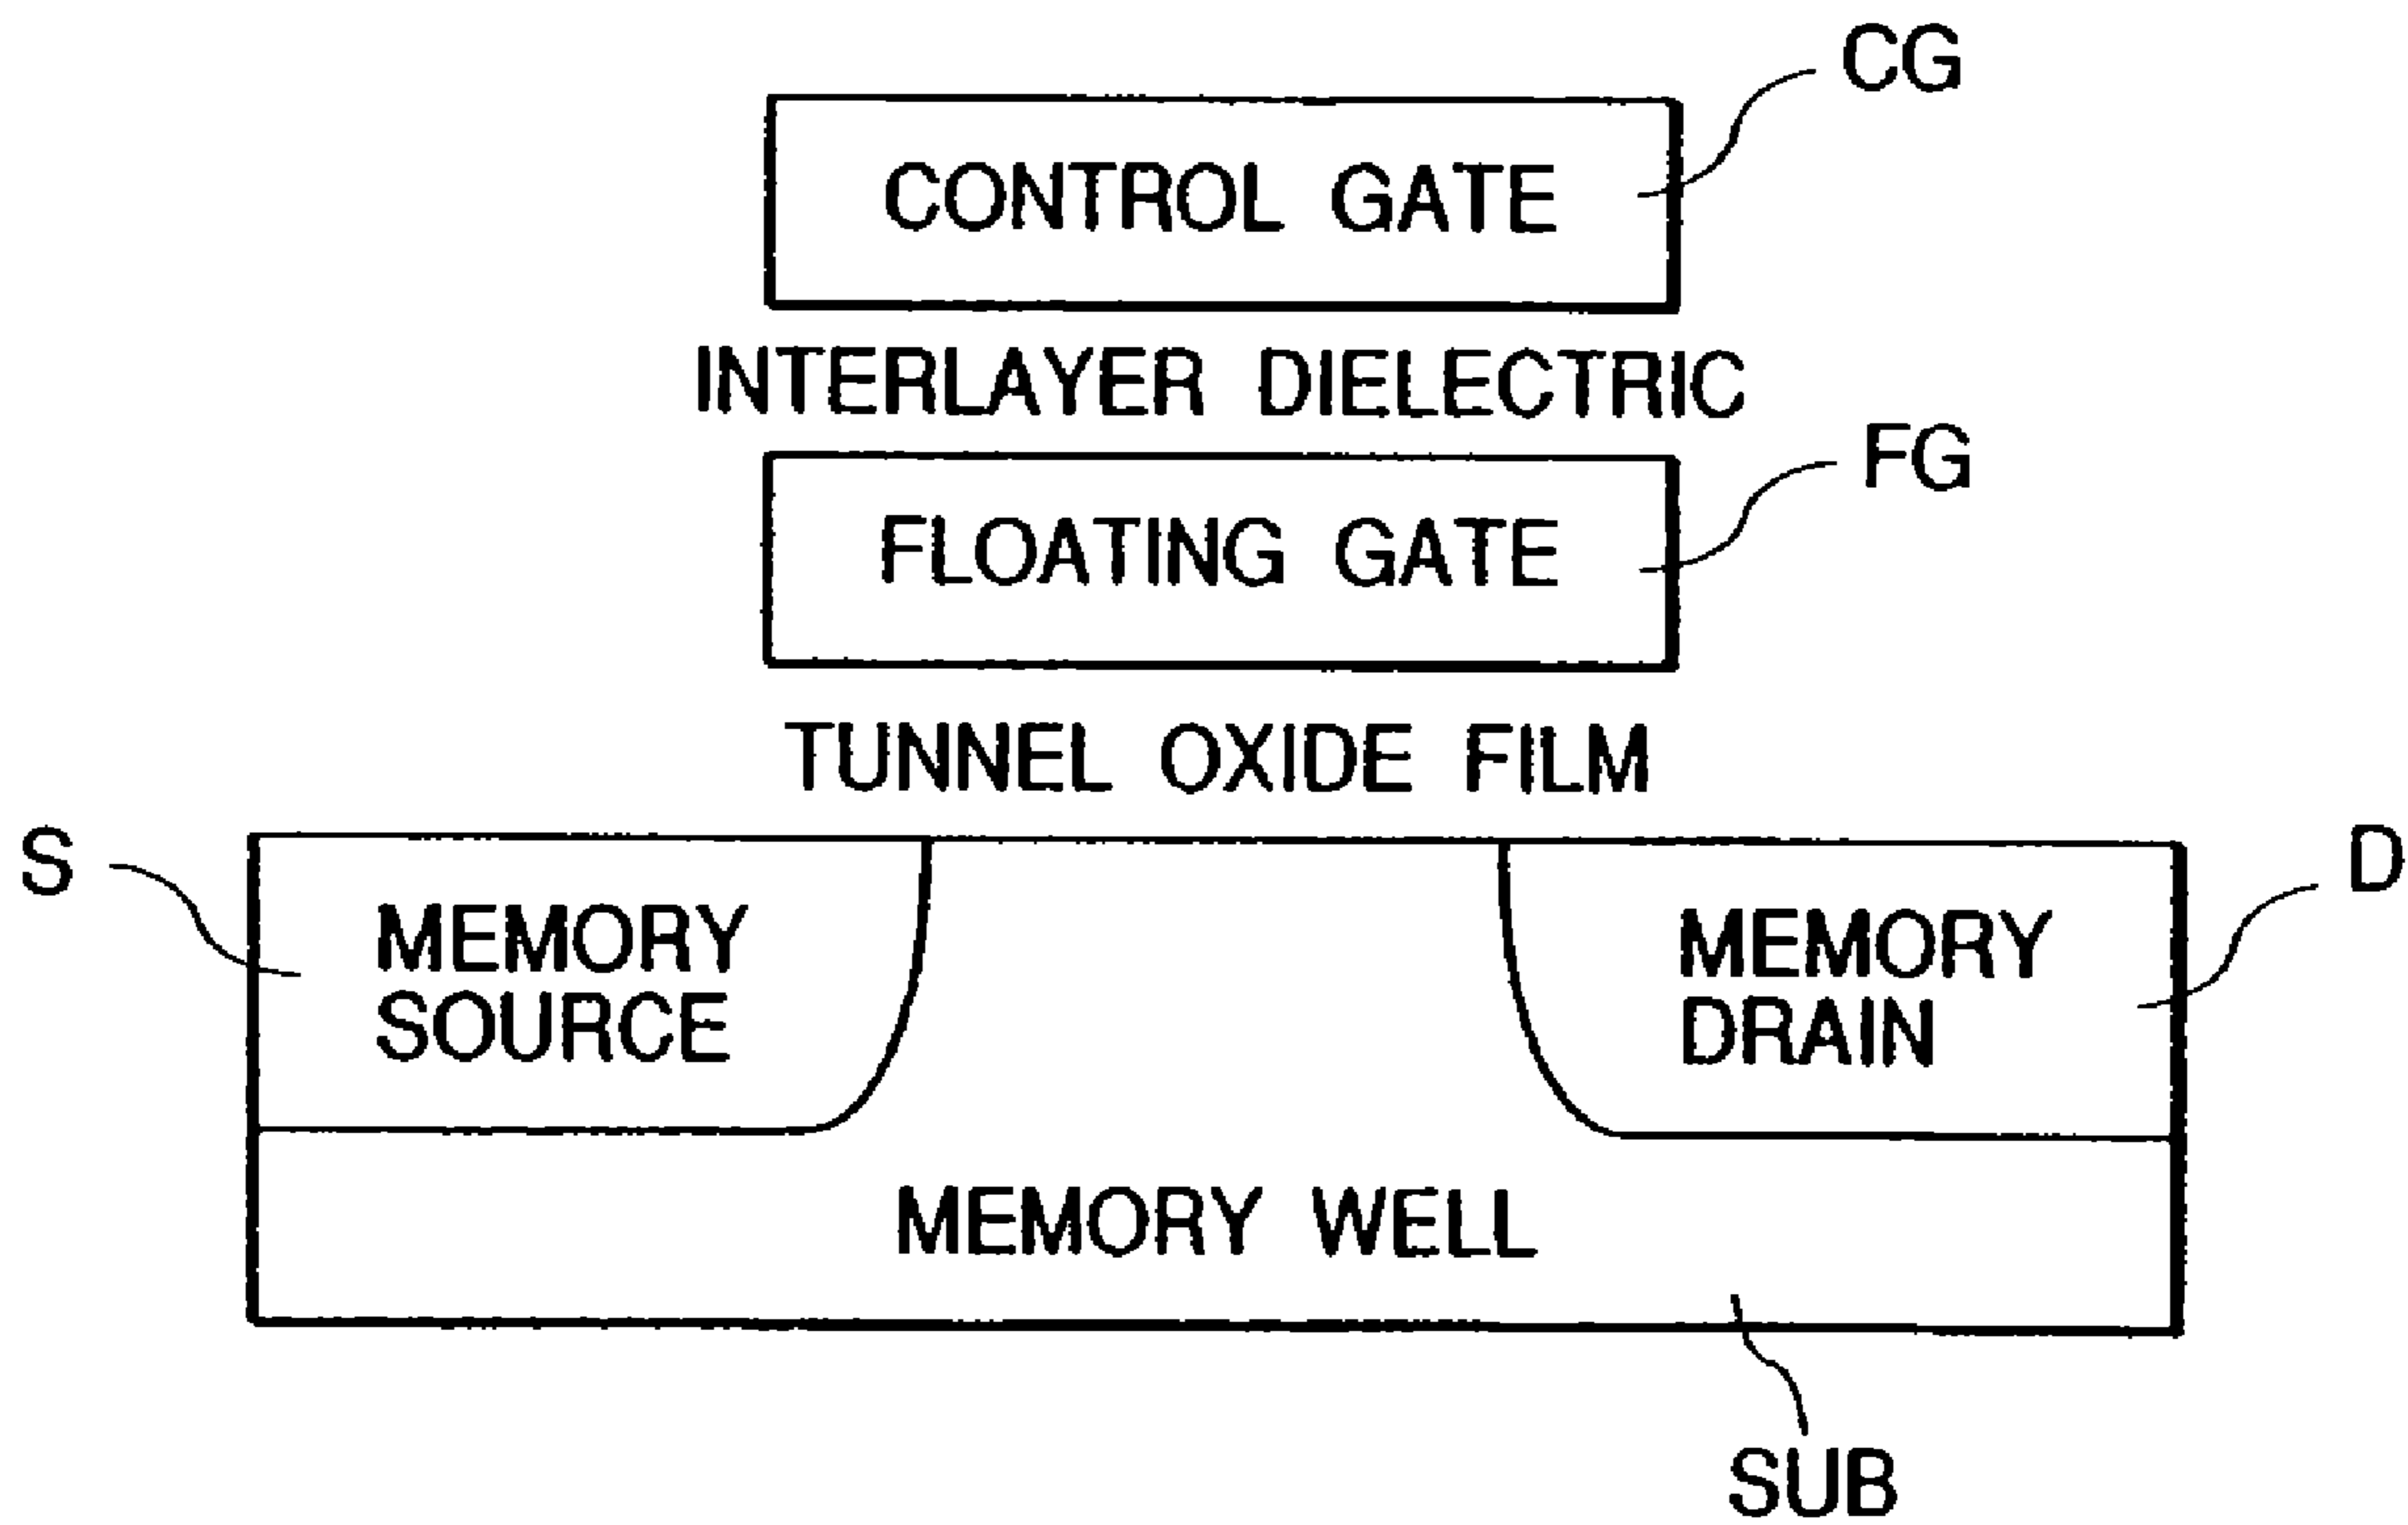 CG
CONTROL GATE
INTERLAYER DIELECTRIC
FG
FLOATING GATE
TUNNEL OXIDE FILM
S
D
MEMORY
SOURCE
MEMORY
DRAIN
MEMORY WELL
SUB